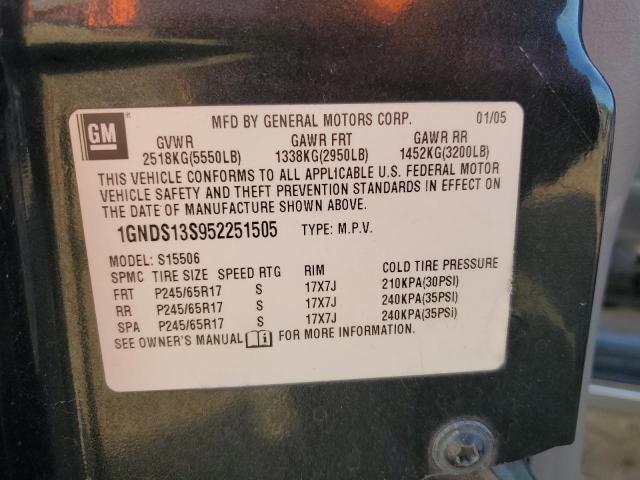 GM
MFD BY GENERAL MOTORS CORP. 01/05
GVWR GAWR FRT GAWR RR
2518KG(5550LB) 1338KG(2950LB) 1452KG(3200LB)
THIS VEHICLE CONFORMS TO ALL APPLICABLE U.S. FEDERAL MOTOR
VEHICLE SAFETY AND THEFT PREVENTION STANDARDS IN EFFECT ON
THE DATE OF MANUFACTURE SHOWN ABOVE.
1GNDS13S952251505 TYPE: M.P.V.
MODEL: S15506
SPMC TIRE SIZE SPEED RTG RIM COLD TIRE PRESSURE
FRT P245/65R17 S 17X7J 210KPA(30PSI)
RR P245/65R17 S 17X7J 240KPA(35PSI)
SPA P245/65R17 S 17X7J 240KPA(35PSi)
SEE OWNER'S MANUAL FOR MORE INFORMATION.